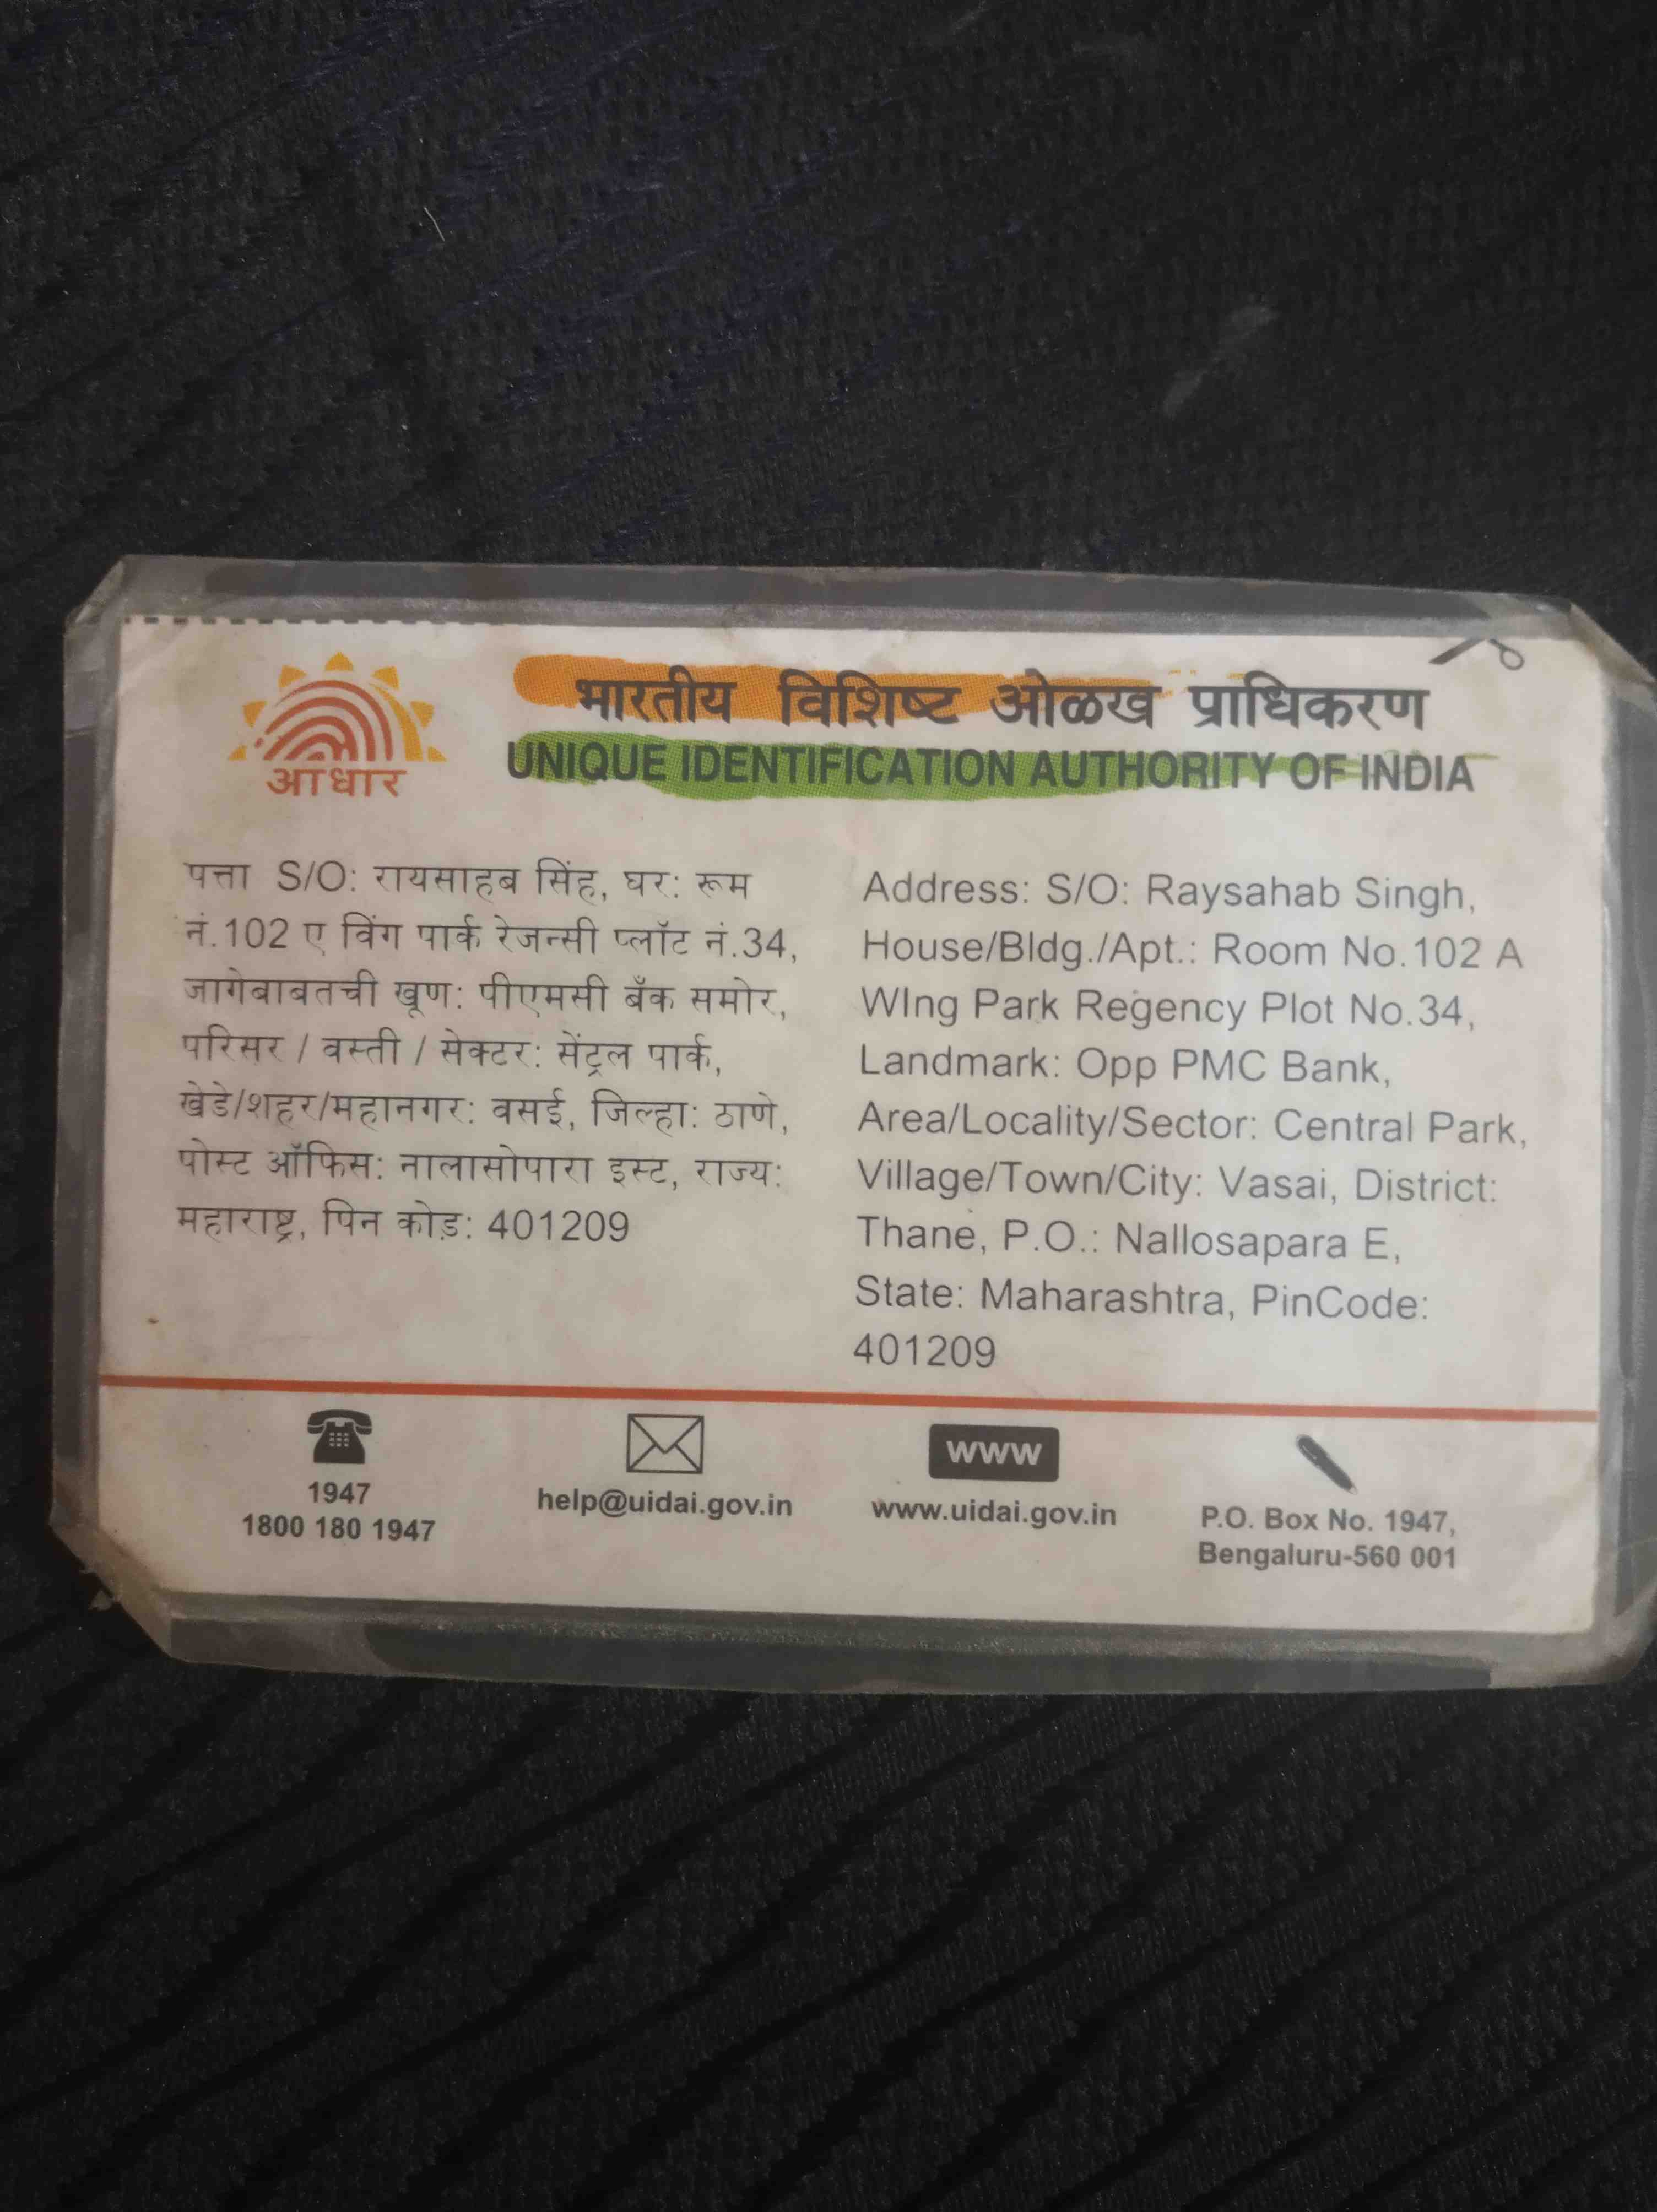 आधार
भारतीय विशिष्ट ओळख प्राधिकरण
UNIQUE IDENTIFICATION AUTHORITY OF INDIA
पत्ता S/O: रायसाहब सिंह, घर: रूम
नं.102 ए विंग पार्क रेजन्सी प्लॉट नं.34,
जागेबाबतची खूण: पीएमसी बँक समोर,
परिसर / वस्ती / सेक्टर: सेंट्रल पार्क,
खेडे/शहर/महानगर: वसई, जिल्हा: ठाणे,
पोस्ट ऑफिस: नालासोपारा इस्ट, राज्य:
महाराष्ट्र, पिन कोड़: 401209
Address: S/O: Raysahab Singh,
House/Bldg./Apt.: Room No.102 A
WIng Park Regency Plot No.34,
Landmark: Opp PMC Bank,
Area/Locality/Sector: Central Park,
Village/Town/City: Vasai, District:
Thane, P.O.: Nallosapara E,
State: Maharashtra, PinCode:
401209
1947
1800 180 1947
help@uidai.gov.in
www
www.uidai.gov.in
P.O. Box No. 1947,
Bengaluru-560 001